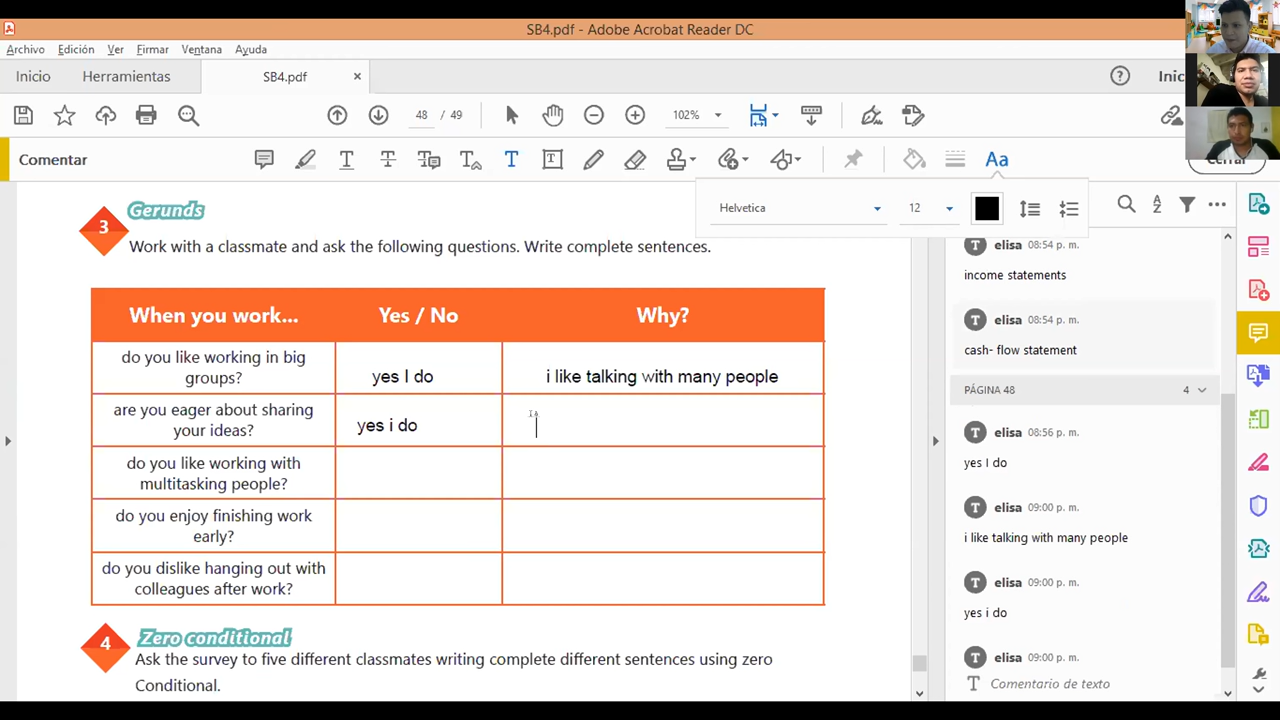 SB4.pdf - Adobe Acrobat Reader DC
Archivo Edición Ver Firmar Ventana Ayuda
Inicio Herramientas SB4.pdf × Inic
48 / 49 102%
Comentar Cerrar
Helvetica 12
3 Gerunds
Work with a classmate and ask the following questions. Write complete sentences.
When you work... Yes / No Why?
do you like working in big
groups?
yes I do
i like talking with many people
are you eager about sharing
your ideas?
yes i do
do you like working with
multitasking people?
do you enjoy finishing work
early?
do you dislike hanging out with
colleagues after work?
4 Zero conditional
Ask the survey to five different classmates writing complete different sentences using zero
Conditional.
elisa 08:54 p. m.
income statements
elisa 08:54 p. m.
cash- flow statement
PÁGINA 48 4
elisa 08:56 p. m.
yes I do
elisa 09:00 p. m.
i like talking with many people
elisa 09:00 p. m.
yes i do
elisa 09:00 p. m.
Comentario de texto